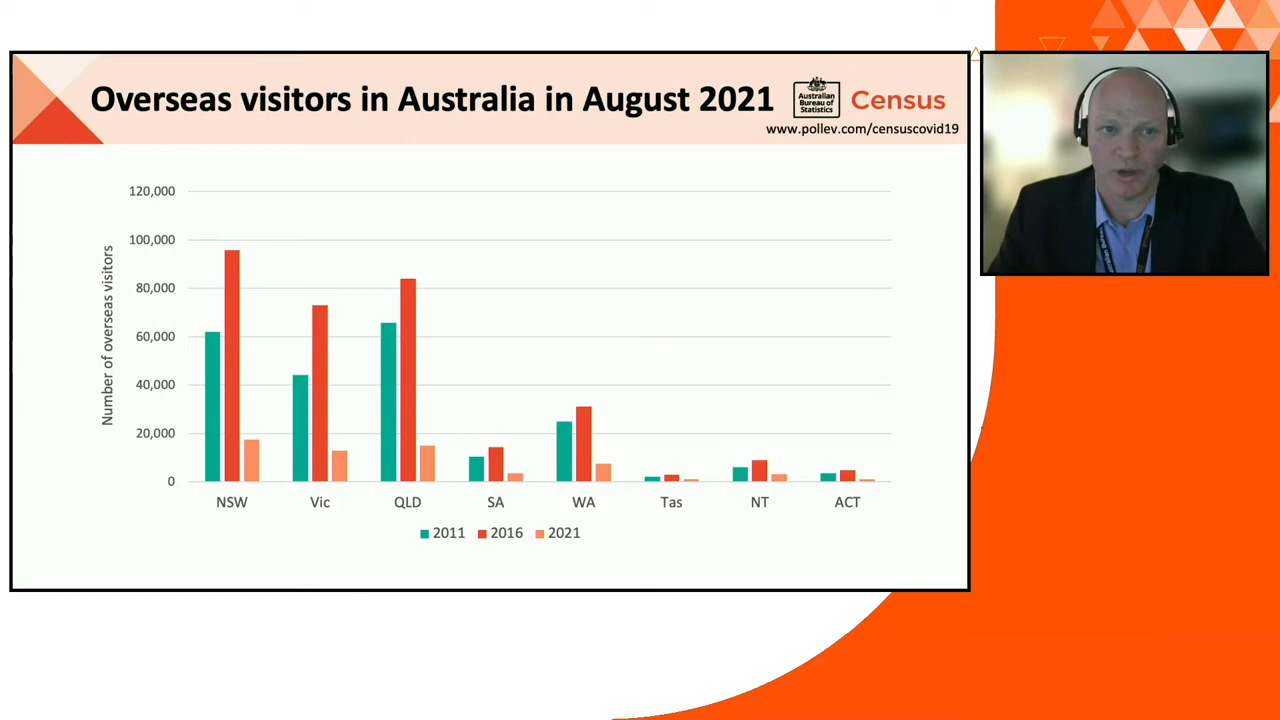 Overseas visitors in Australia in August 2021
Australian
Bureau of
Statistics
Census
www.pollev.com/censuscovid19
Number of overseas visitors
120,000
100,000
80,000
60,000
40,000
20,000
0
NSW Vic QLD SA WA Tas NT ACT
2011 2016 2021